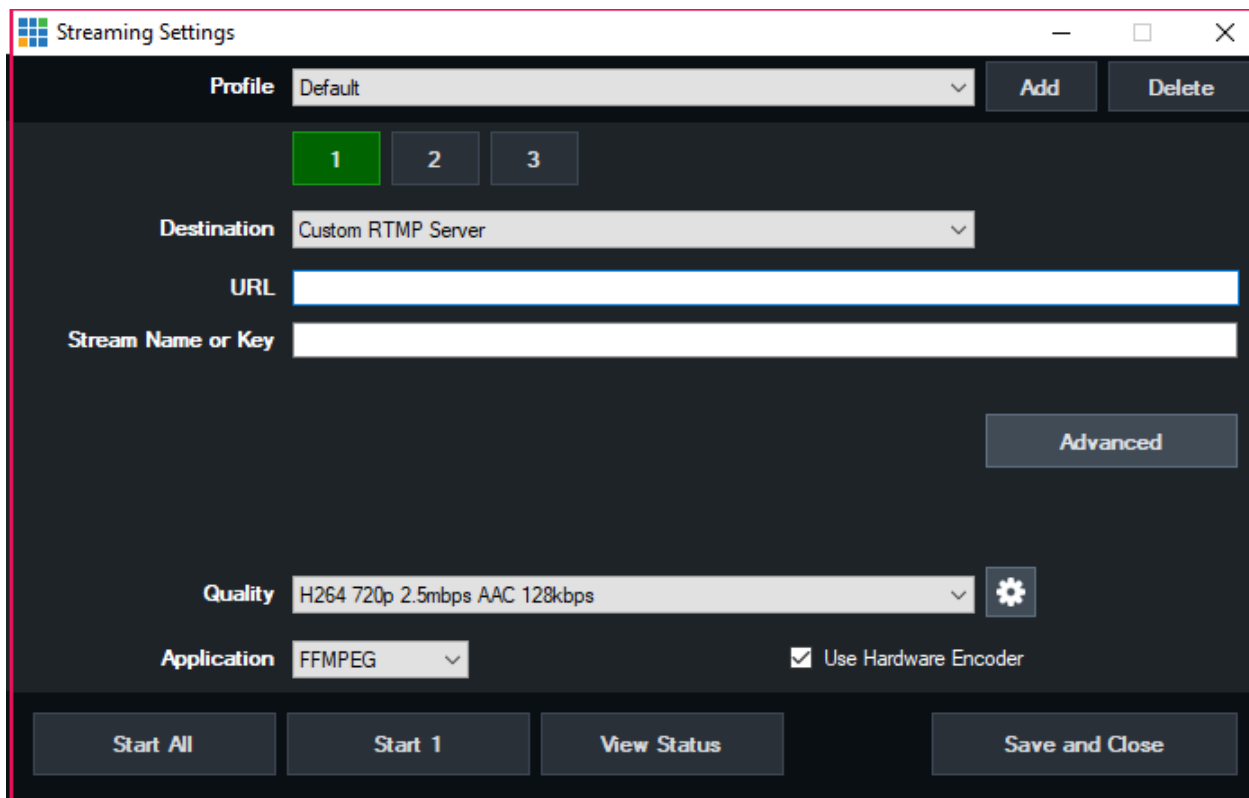 Streaming Settings
Profile Default Add Delete
1 2 3
Destination Custom RTMP Server
URL
Stream Name or Key
Advanced
Quality H264 720p 2.5mbps AAC 128kbps
Application FFMPEG Use Hardware Encoder
Start All Start 1 View Status Save and Close